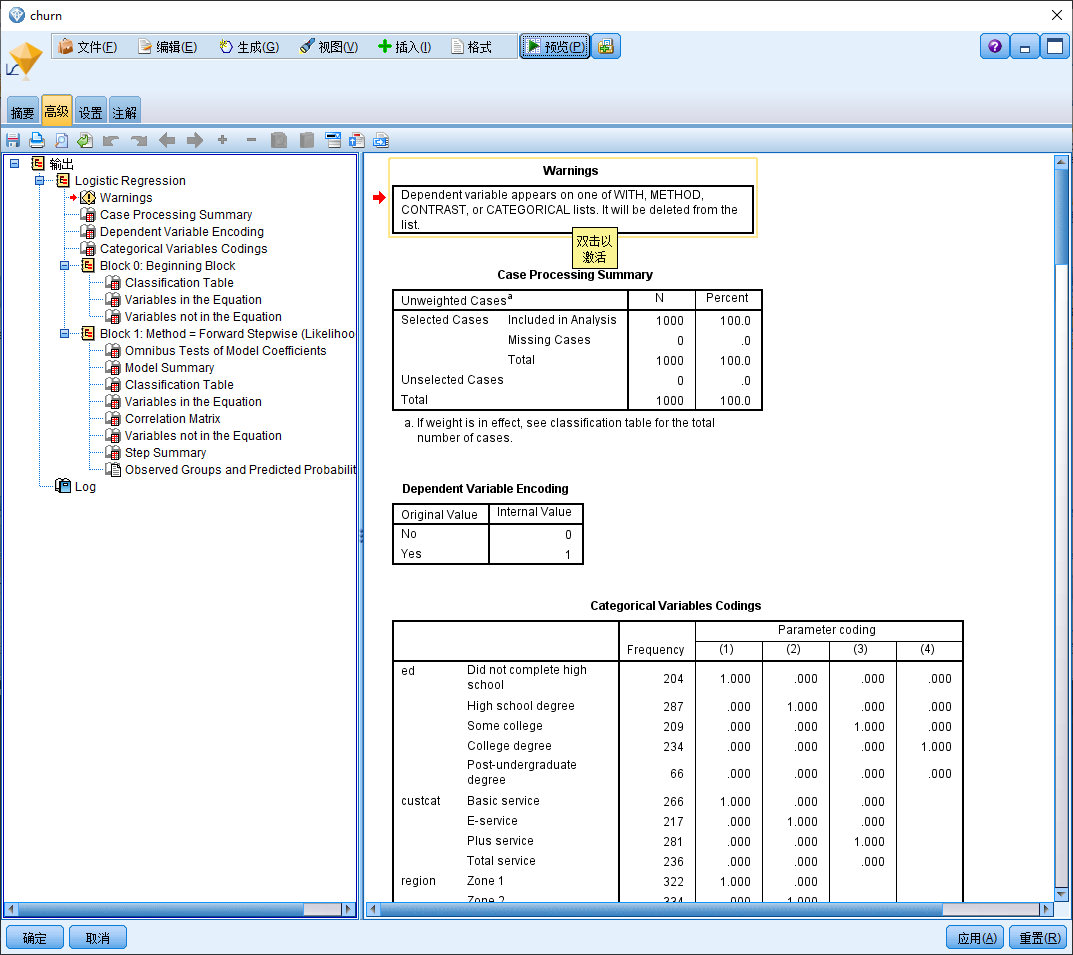 churn
文件(F) 编辑(E) 生成(G) 视图(V) 插入(I) 格式 预览(P)
摘要 高级 设置 注解
输出
Logistic Regression
Warnings
Case Processing Summary
Dependent Variable Encoding
Categorical Variables Codings
Block 0: Beginning Block
Classification Table
Variables in the Equation
Variables not in the Equation
Block 1: Method = Forward Stepwise (Likelihoo
Omnibus Tests of Model Coefficients
Model Summary
Classification Table
Variables in the Equation
Correlation Matrix
Variables not in the Equation
Step Summary
Observed Groups and Predicted Probabilit
Log
Warnings
Dependent variable appears on one of WITH, METHOD,
CONTRAST, or CATEGORICAL lists. It will be deleted from the
list.
双击以
激活
Case Processing Summary
Unweighted Casesa N Percent
Selected Cases Included in Analysis 1000 100.0
Missing Cases 0 .0
Total 1000 100.0
Unselected Cases 0 .0
Total 1000 100.0
a. If weight is in effect, see classification table for the total
number of cases.
Dependent Variable Encoding
Original Value Internal Value
No 0
Yes 1
Categorical Variables Codings
Parameter coding
Frequency (1) (2) (3) (4)
ed Did not complete high
school 204 1.000 .000 .000 .000
High school degree 287 .000 1.000 .000 .000
Some college 209 .000 .000 1.000 .000
College degree 234 .000 .000 .000 1.000
Post-undergraduate
degree 66 .000 .000 .000 .000
custcat Basic service 266 1.000 .000 .000
E-service 217 .000 1.000 .000
Plus service 281 .000 .000 1.000
Total service 236 .000 .000 .000
region Zone 1 322 1.000 .000
Zone 2 334 .000 1.000
确定 取消 应用(A) 重置(R)